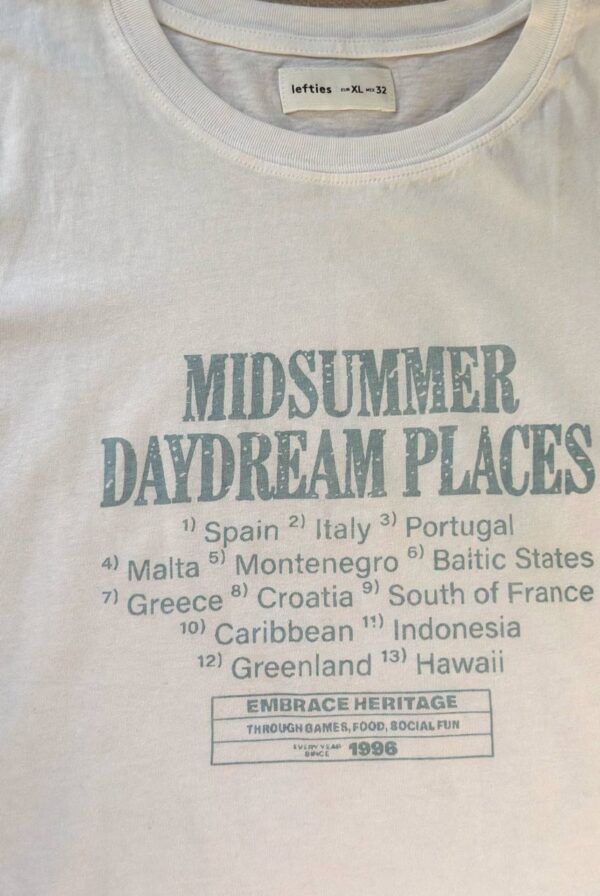 lefties EUR XL MEX 32
MIDSUMMER
DAYDREAM PLACES
1) Spain 2) Italy 3) Portugal
4) Malta 5) Montenegro 6) Baitic States
7) Greece 8) Croatia 9) South of France
10) Caribbean 11) Indonesia
12) Greenland 13) Hawaii
EMBRACE HERITAGE
THROUGH GAMES, FOOD, SOCIAL FUN
EVERY YEAR
SINCE 1996